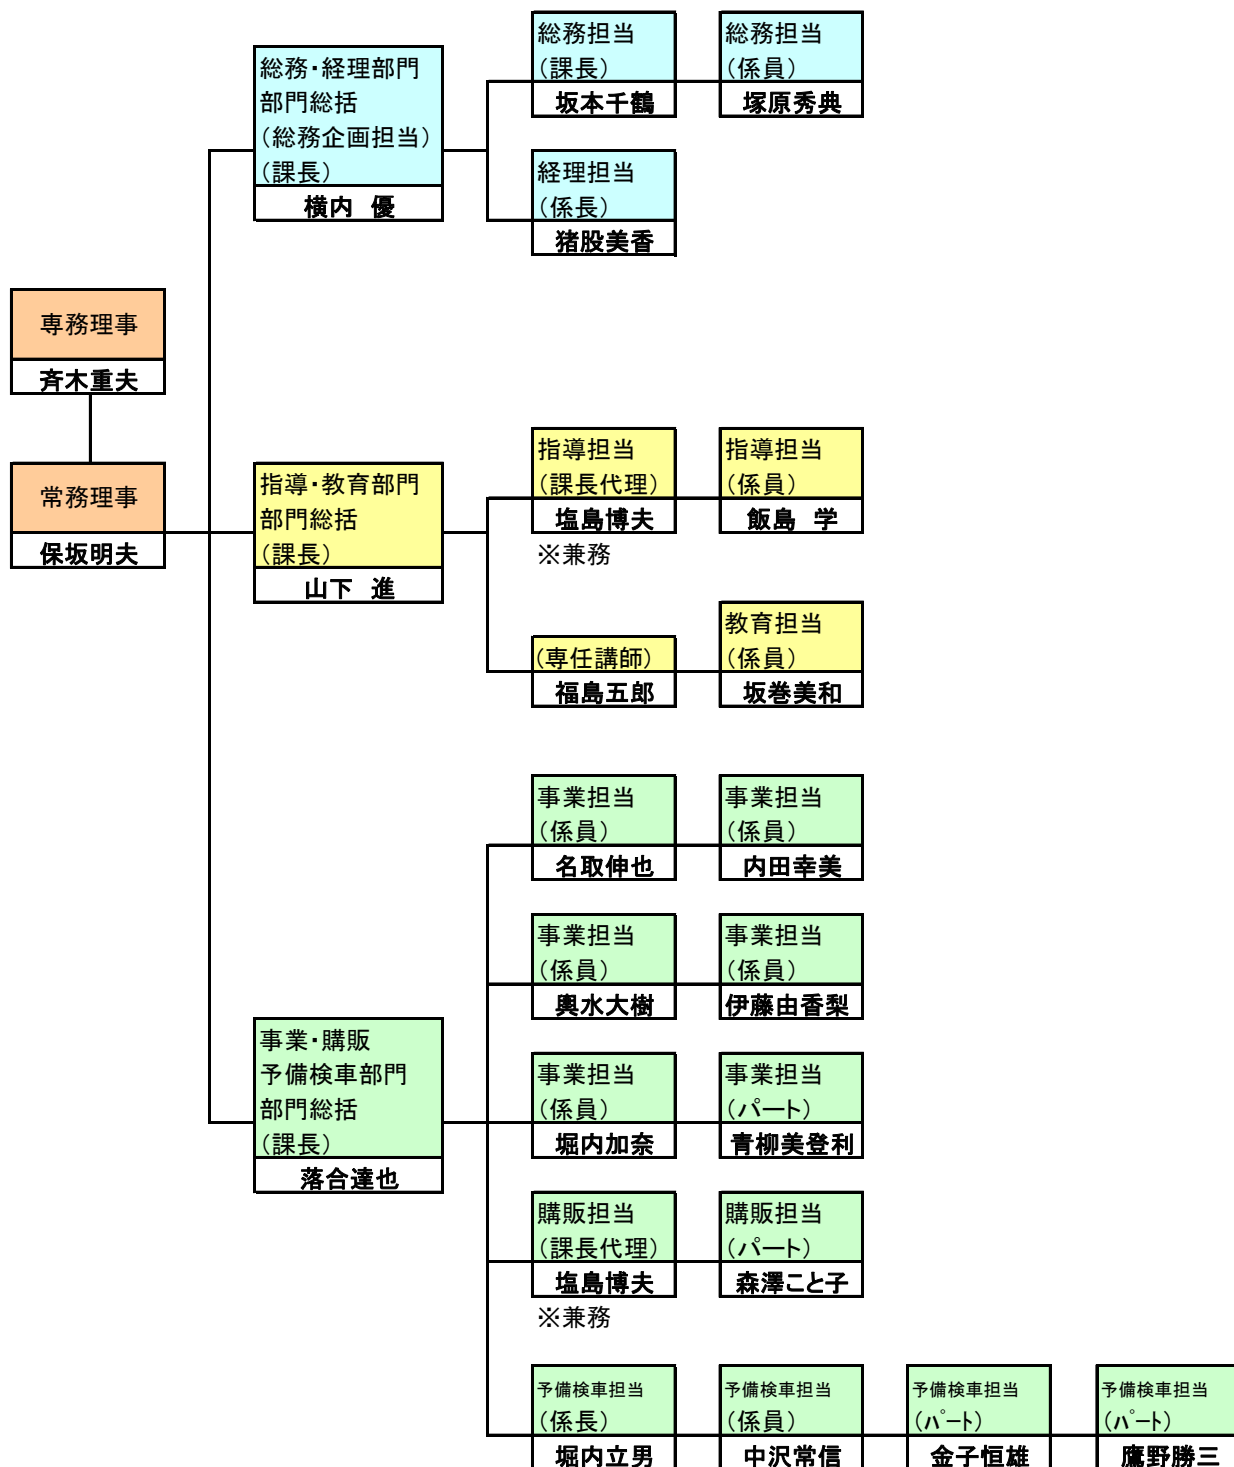 専務理事
斉木重夫
常務理事
保坂明夫
総務・経理部門
部門総括
(総務企画担当)
(課長)
横内 優
総務担当
(課長)
坂本千鶴
総務担当
(係員)
塚原秀典
経理担当
(係長)
猪股美香
指導・教育部門
部門総括
(課長)
山下 進
指導担当
(課長代理)
塩島博夫
※兼務
指導担当
(係員)
飯島 学
(専任講師)
福島五郎
教育担当
(係員)
坂巻美和
事業・購販
予備検車部門
部門総括
(課長)
落合達也
事業担当
(係員)
名取伸也
事業担当
(係員)
内田幸美
事業担当
(係員)
輿水大樹
事業担当
(係員)
伊藤由香梨
事業担当
(係員)
堀内加奈
事業担当
(パート)
青柳美登利
購販担当
(課長代理)
塩島博夫
※兼務
購販担当
(パート)
森澤こと子
予備検車担当
(係長)
堀内立男
予備検車担当
(係員)
中沢常信
予備検車担当
(パート)
金子恒雄
予備検車担当
(パート)
鷹野勝三